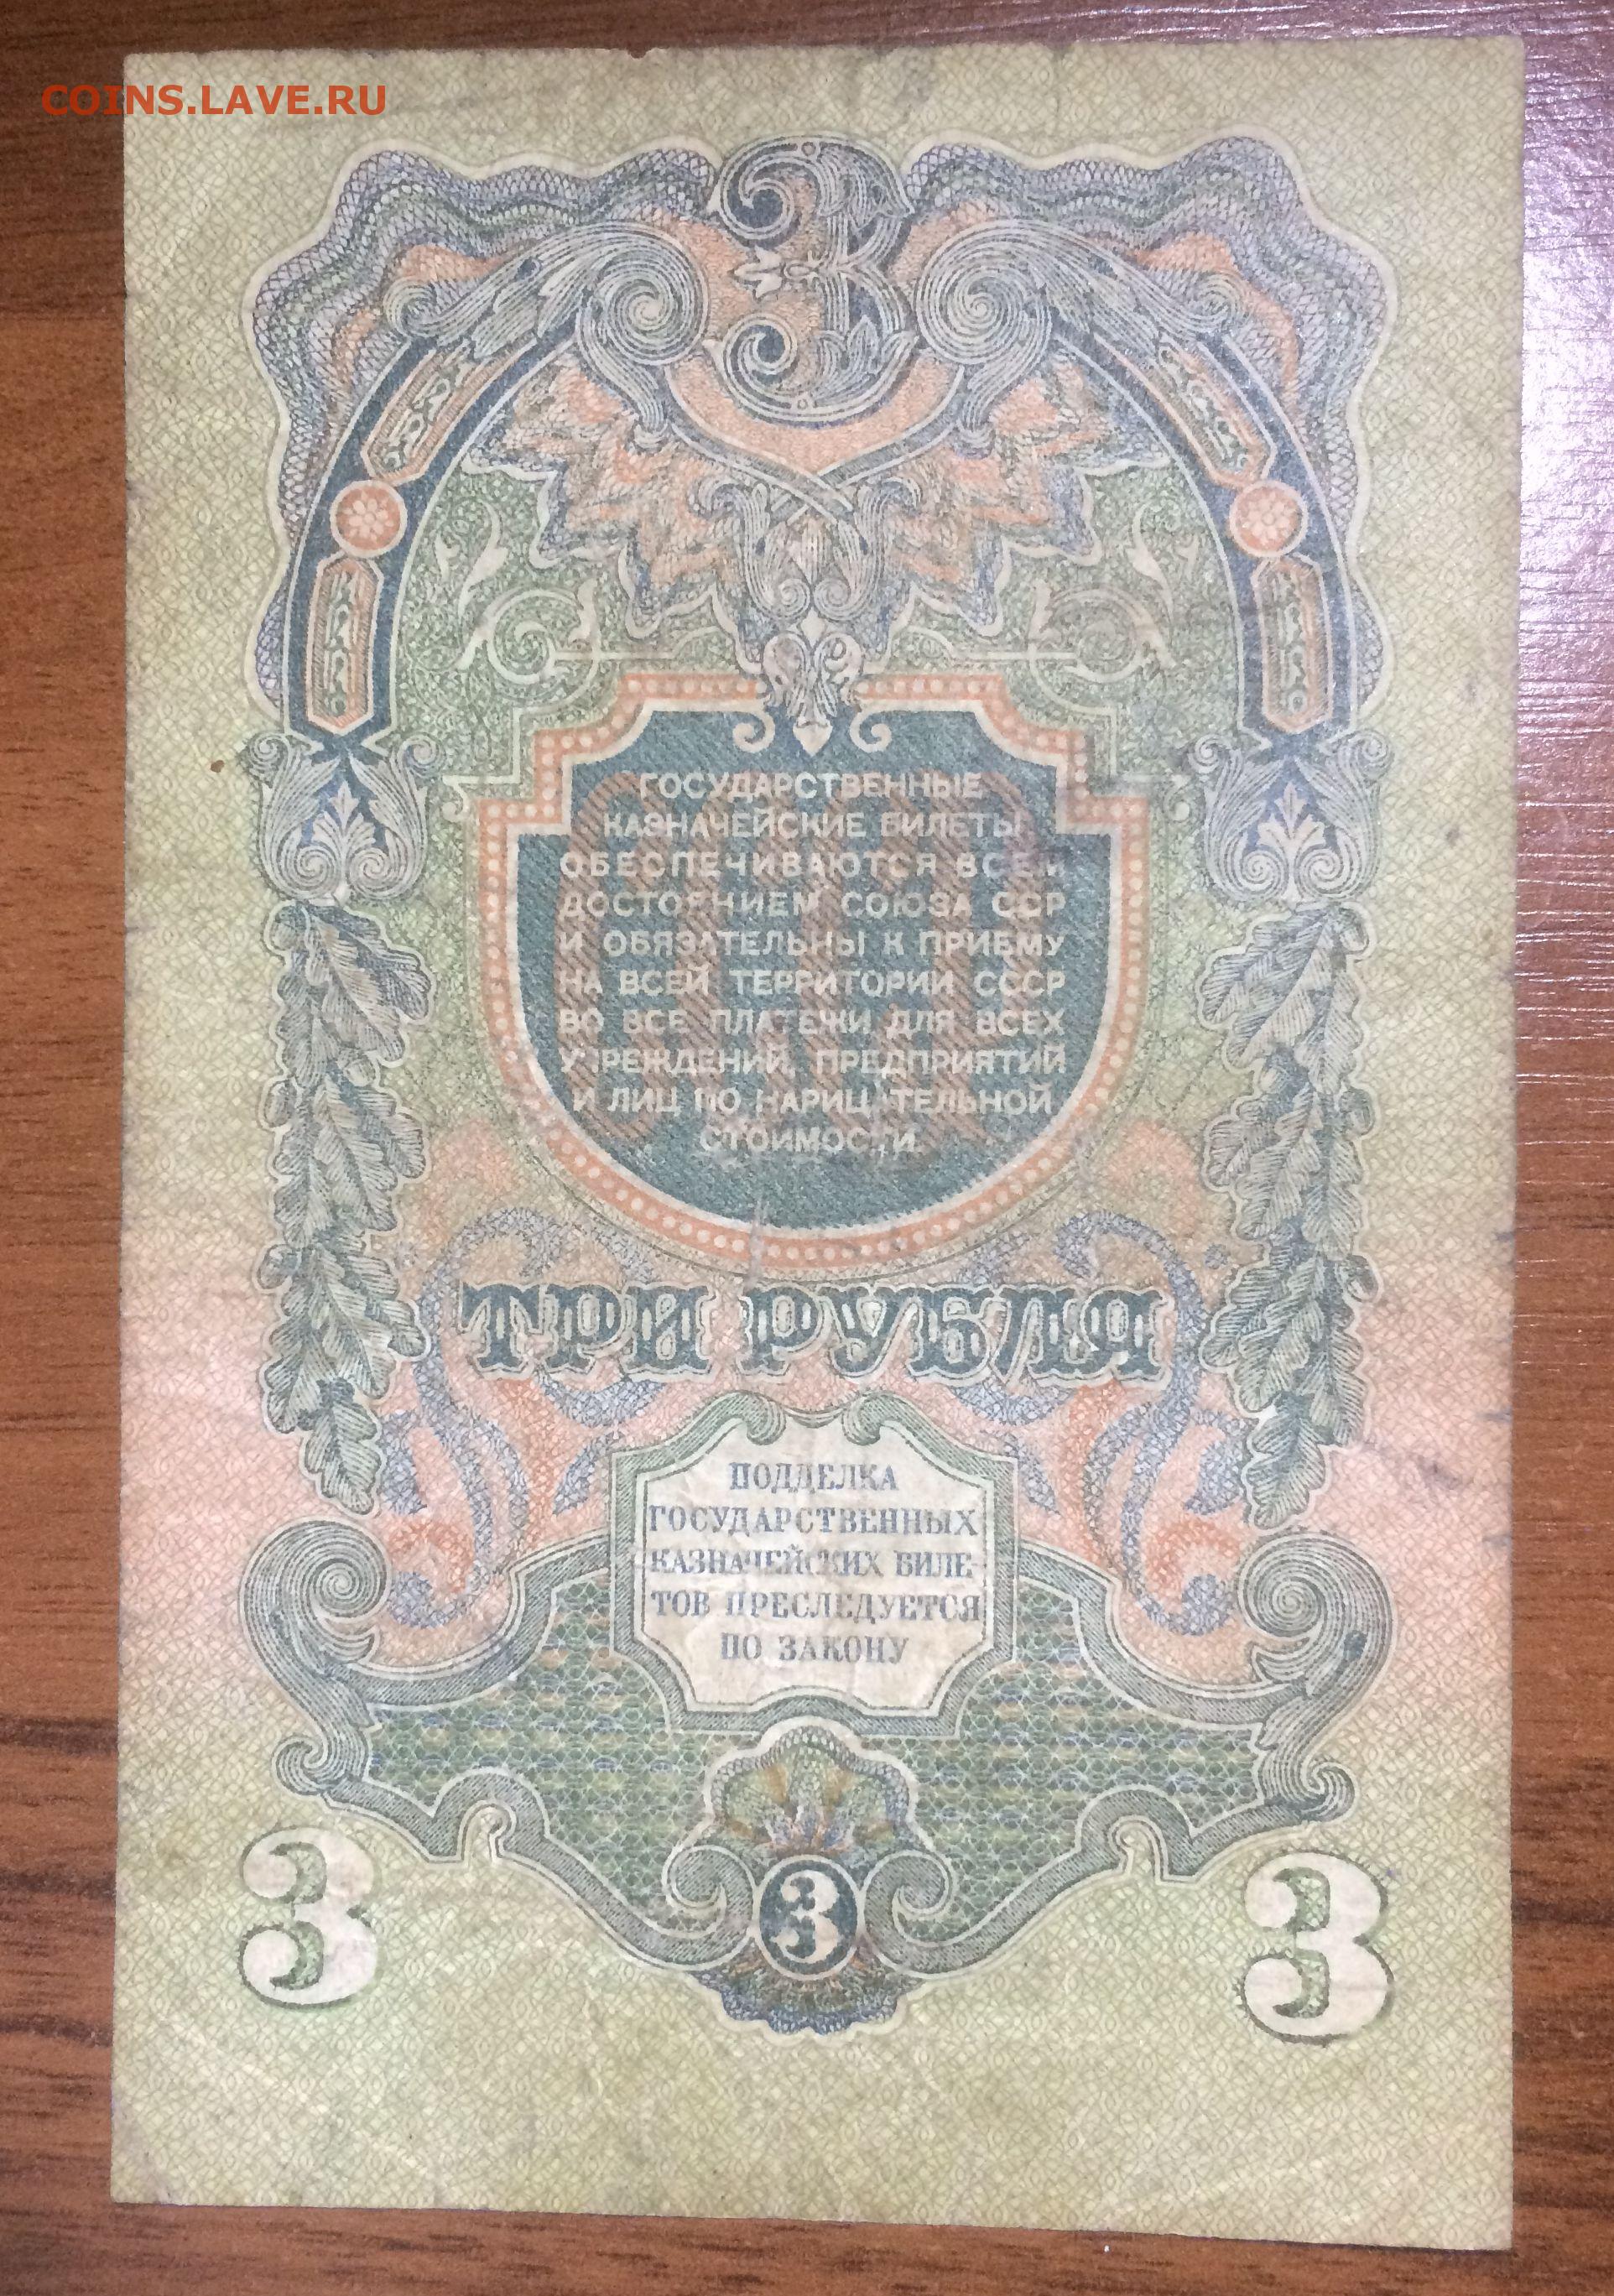 COINS.LAVE.RU
3
ГОСУДАРСТВЕННЫЕ
КАЗНАЧЕЙСКИЕ БИЛЕТЫ
ОБЕСПЕЧИВАЮТСЯ ВСЕМ
ДОСТОЯНИЕМ СОЮЗА ССР
И ОБЯЗАТЕЛЬНЫ К ПРИЕМУ
НА ВСЕЙ ТЕРРИТОРИИ СССР
ВО ВСЕ ПЛАТЕЖИ ДЛЯ ВСЕХ
УЧРЕЖДЕНИЙ, ПРЕДПРИЯТИЙ
И ЛИЦ ПО НАРИЦАТЕЛЬНОЙ
СТОИМОСТИ.
ТРИ РУБЛЯ
ПОДДЕЛКА
ГОСУДАРСТВЕННЫХ
КАЗНАЧЕЙСКИХ БИЛЕ-
ТОВ ПРЕСЛЕДУЕТСЯ
ПО ЗАКОНУ
3 3 3